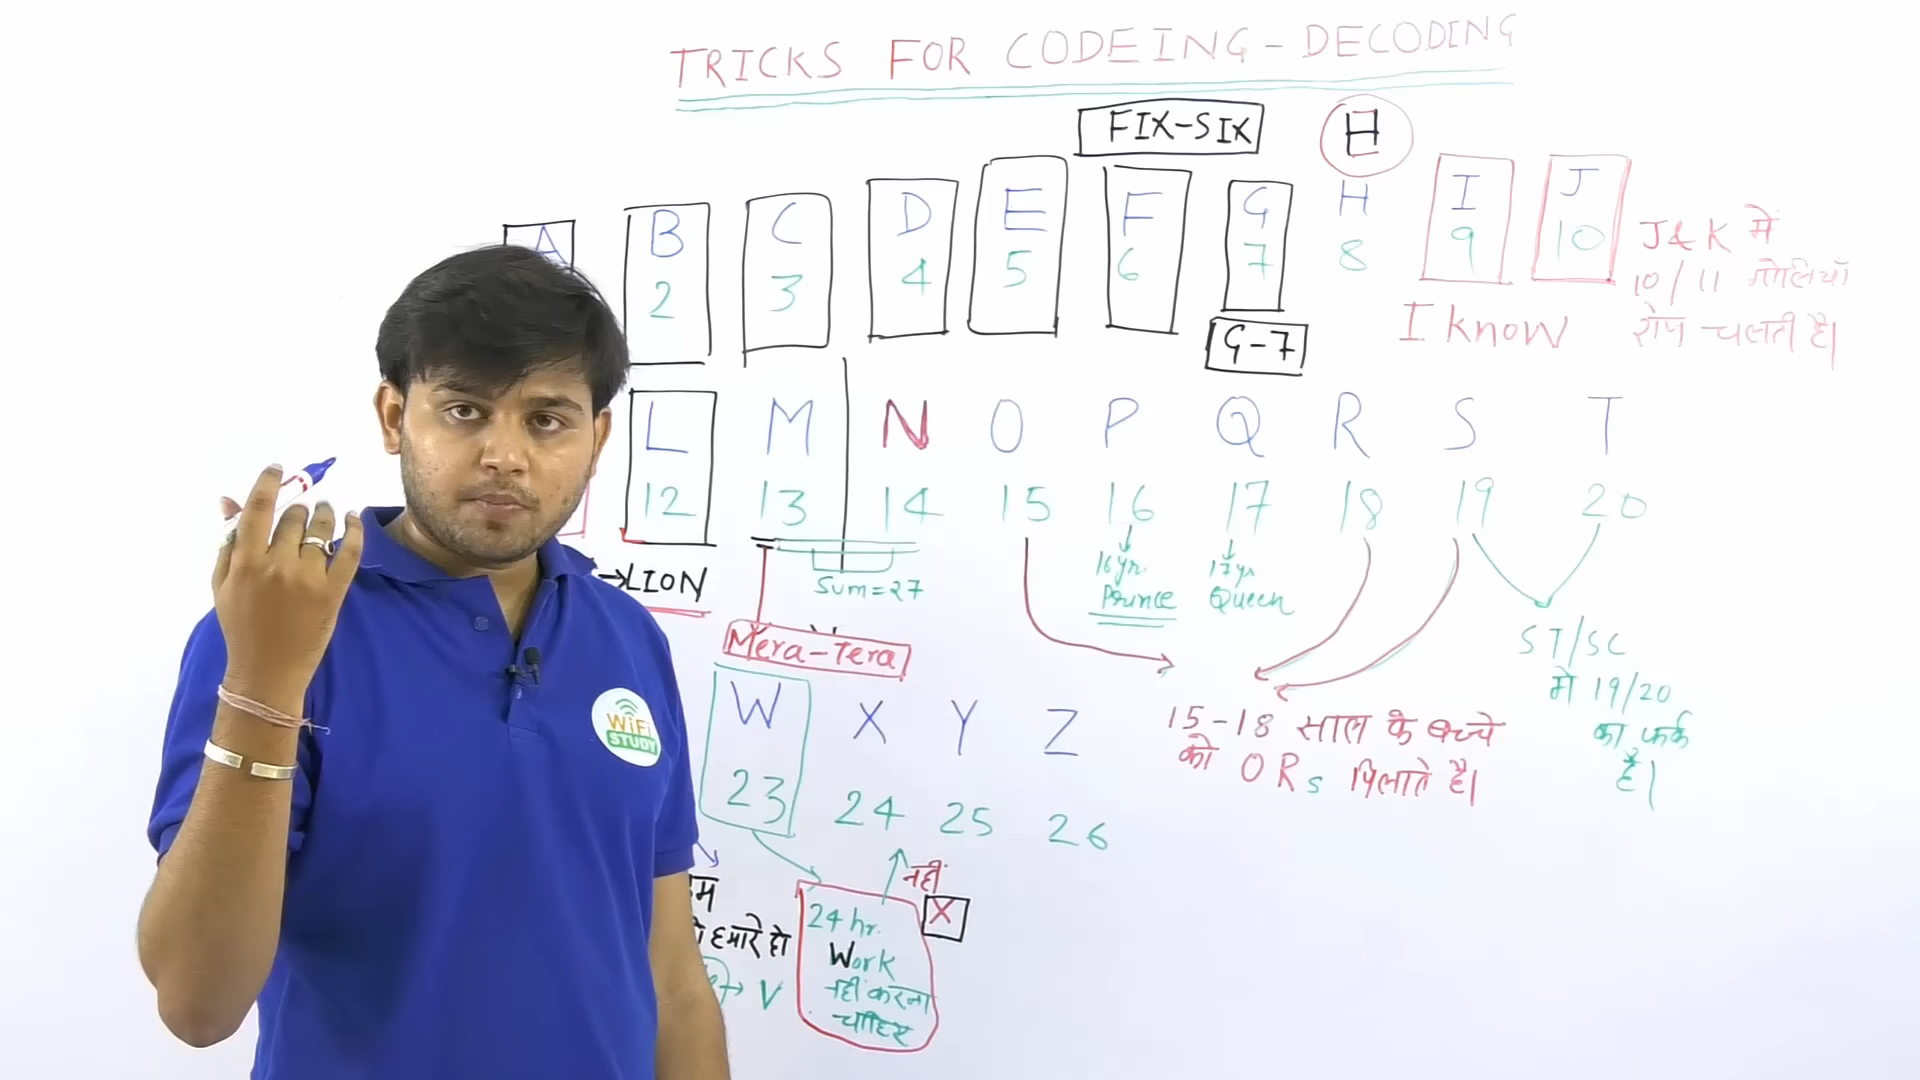 TRICKS FOR CODEING-DECODING
FIX-SIX
H
A B C D E F G H I J
2 3 4 5 6 7 8 9 10
J & K में
10/11 गोलियाँ
रोज चलती है।
G-7
I know
L M N O P Q R S T
12 13 14 15 16 17 18 19 20
→LION
Sum=27
16yr.
Prince
17yr
Queen
Mera-Tera
ST/SC
में 19/20
का फर्क
है।
15-18 साल के बच्चे
को ORs पिलाते है।
W X Y Z
23 24 25 26
WiFi
STUDY
नहीं
X
हमारे हो
→ V
24 hr.
Work
नहीं करना
चाहिए